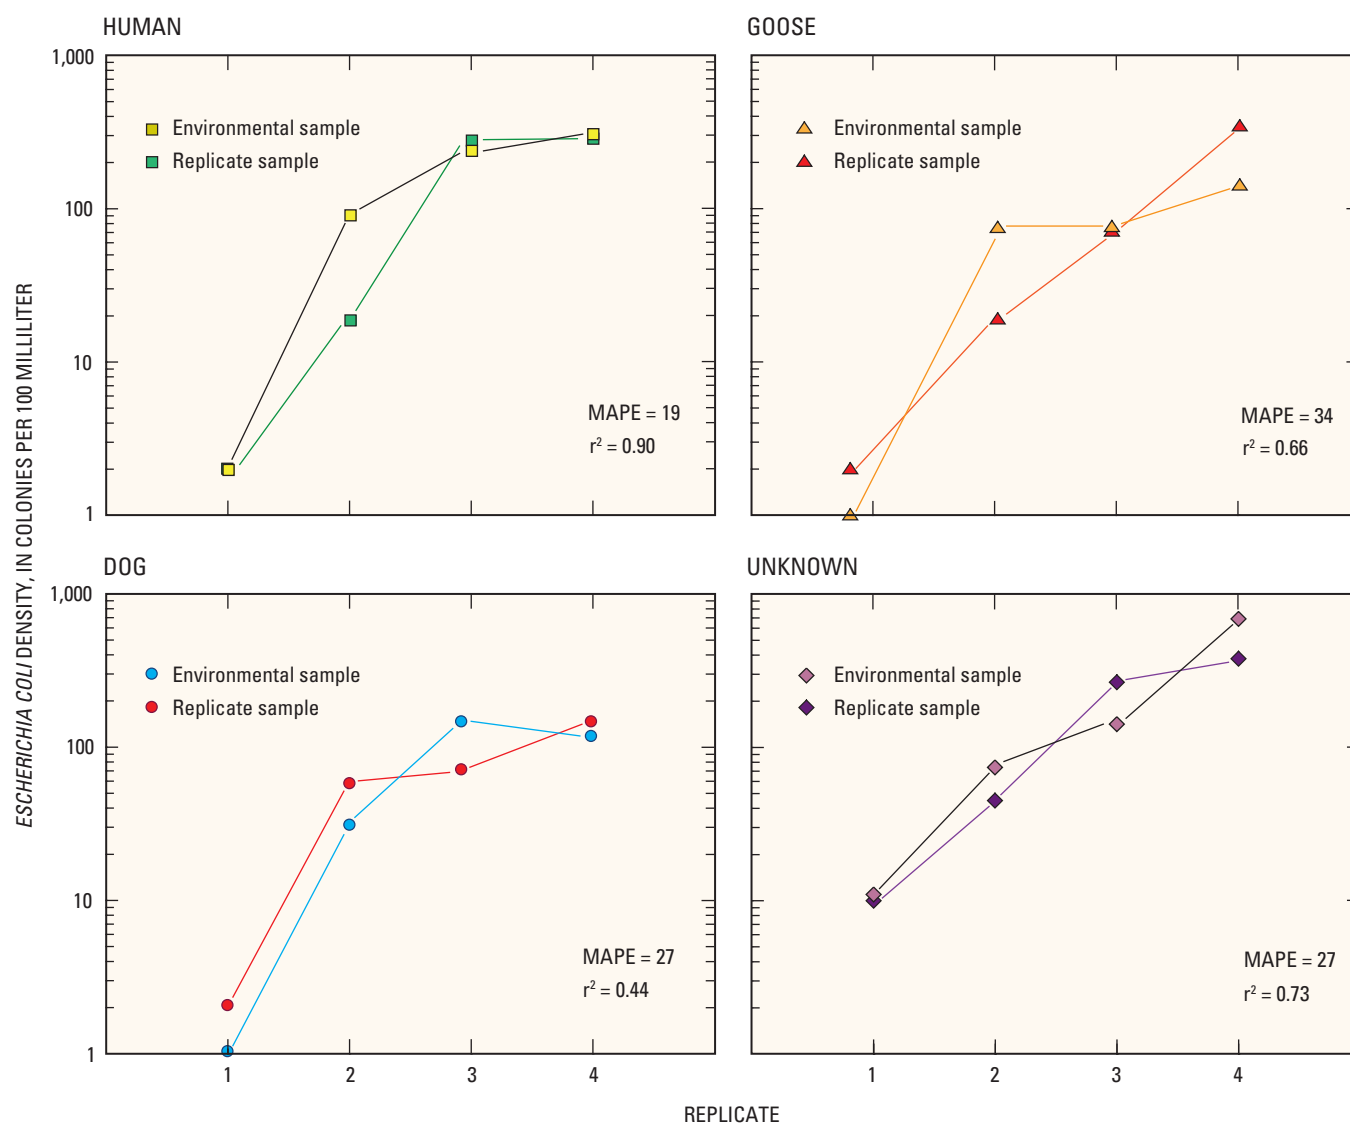 HUMAN
1,000
100
10
1
Environmental sample
Replicate sample
MAPE = 19
r² = 0.90
GOOSE
Environmental sample
Replicate sample
MAPE = 34
r² = 0.66
ESCHERICHIA COLI DENSITY, IN COLONIES PER 100 MILLILITER
DOG
1,000
100
10
1
Environmental sample
Replicate sample
MAPE = 27
r² = 0.44
1 2 3 4
UNKNOWN
Environmental sample
Replicate sample
MAPE = 27
r² = 0.73
1 2 3 4
REPLICATE